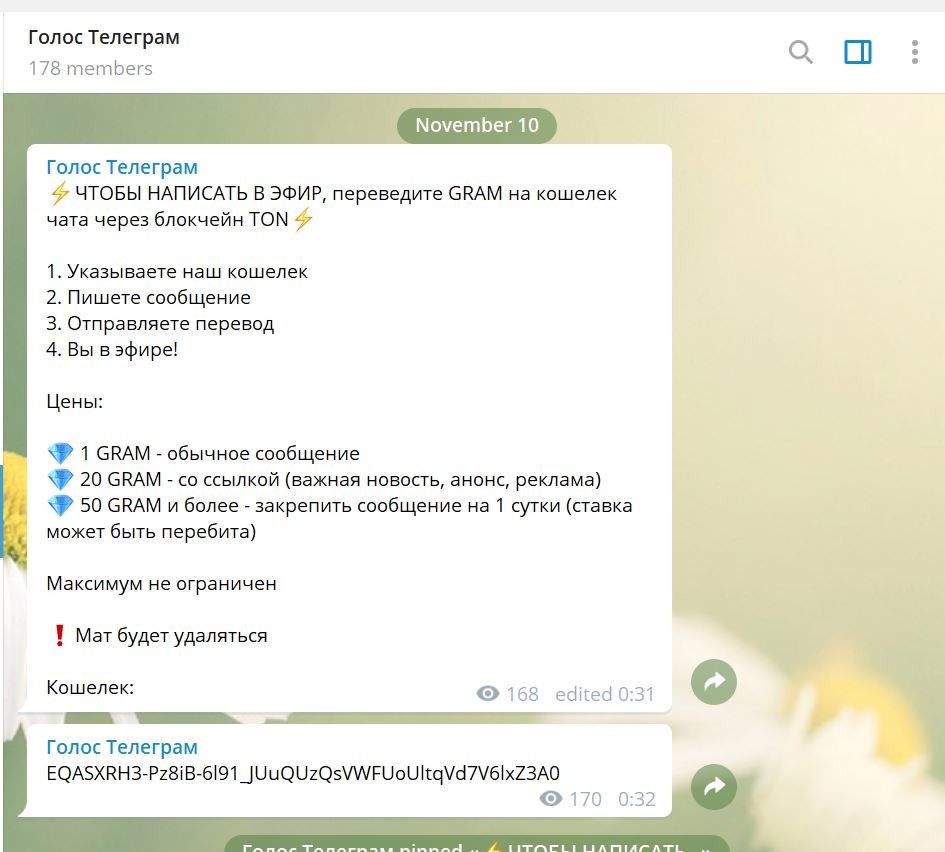 Голос Телеграм
178 members
November 10
Голос Телеграм
⚡ЧТОБЫ НАПИСАТЬ В ЭФИР, переведите GRAM на кошелек
чата через блокчейн TON⚡
1. Указываете наш кошелек
2. Пишете сообщение
3. Отправляете перевод
4. Вы в эфире!
Цены:
💎 1 GRAM - обычное сообщение
💎 20 GRAM - со ссылкой (важная новость, анонс, реклама)
💎 50 GRAM и более - закрепить сообщение на 1 сутки (ставка
может быть перебита)
Максимум не ограничен
❗ Мат будет удаляться
Кошелек:
168 edited 0:31
Голос Телеграм
EQASXRH3-Pz8iB-6l91_JUuQUzQsVWFUoUltqVd7V6lxZ3A0
170 0:32
Голос Телеграм pinned «⚡ЧТОБЫ НАПИСАТЬ...»